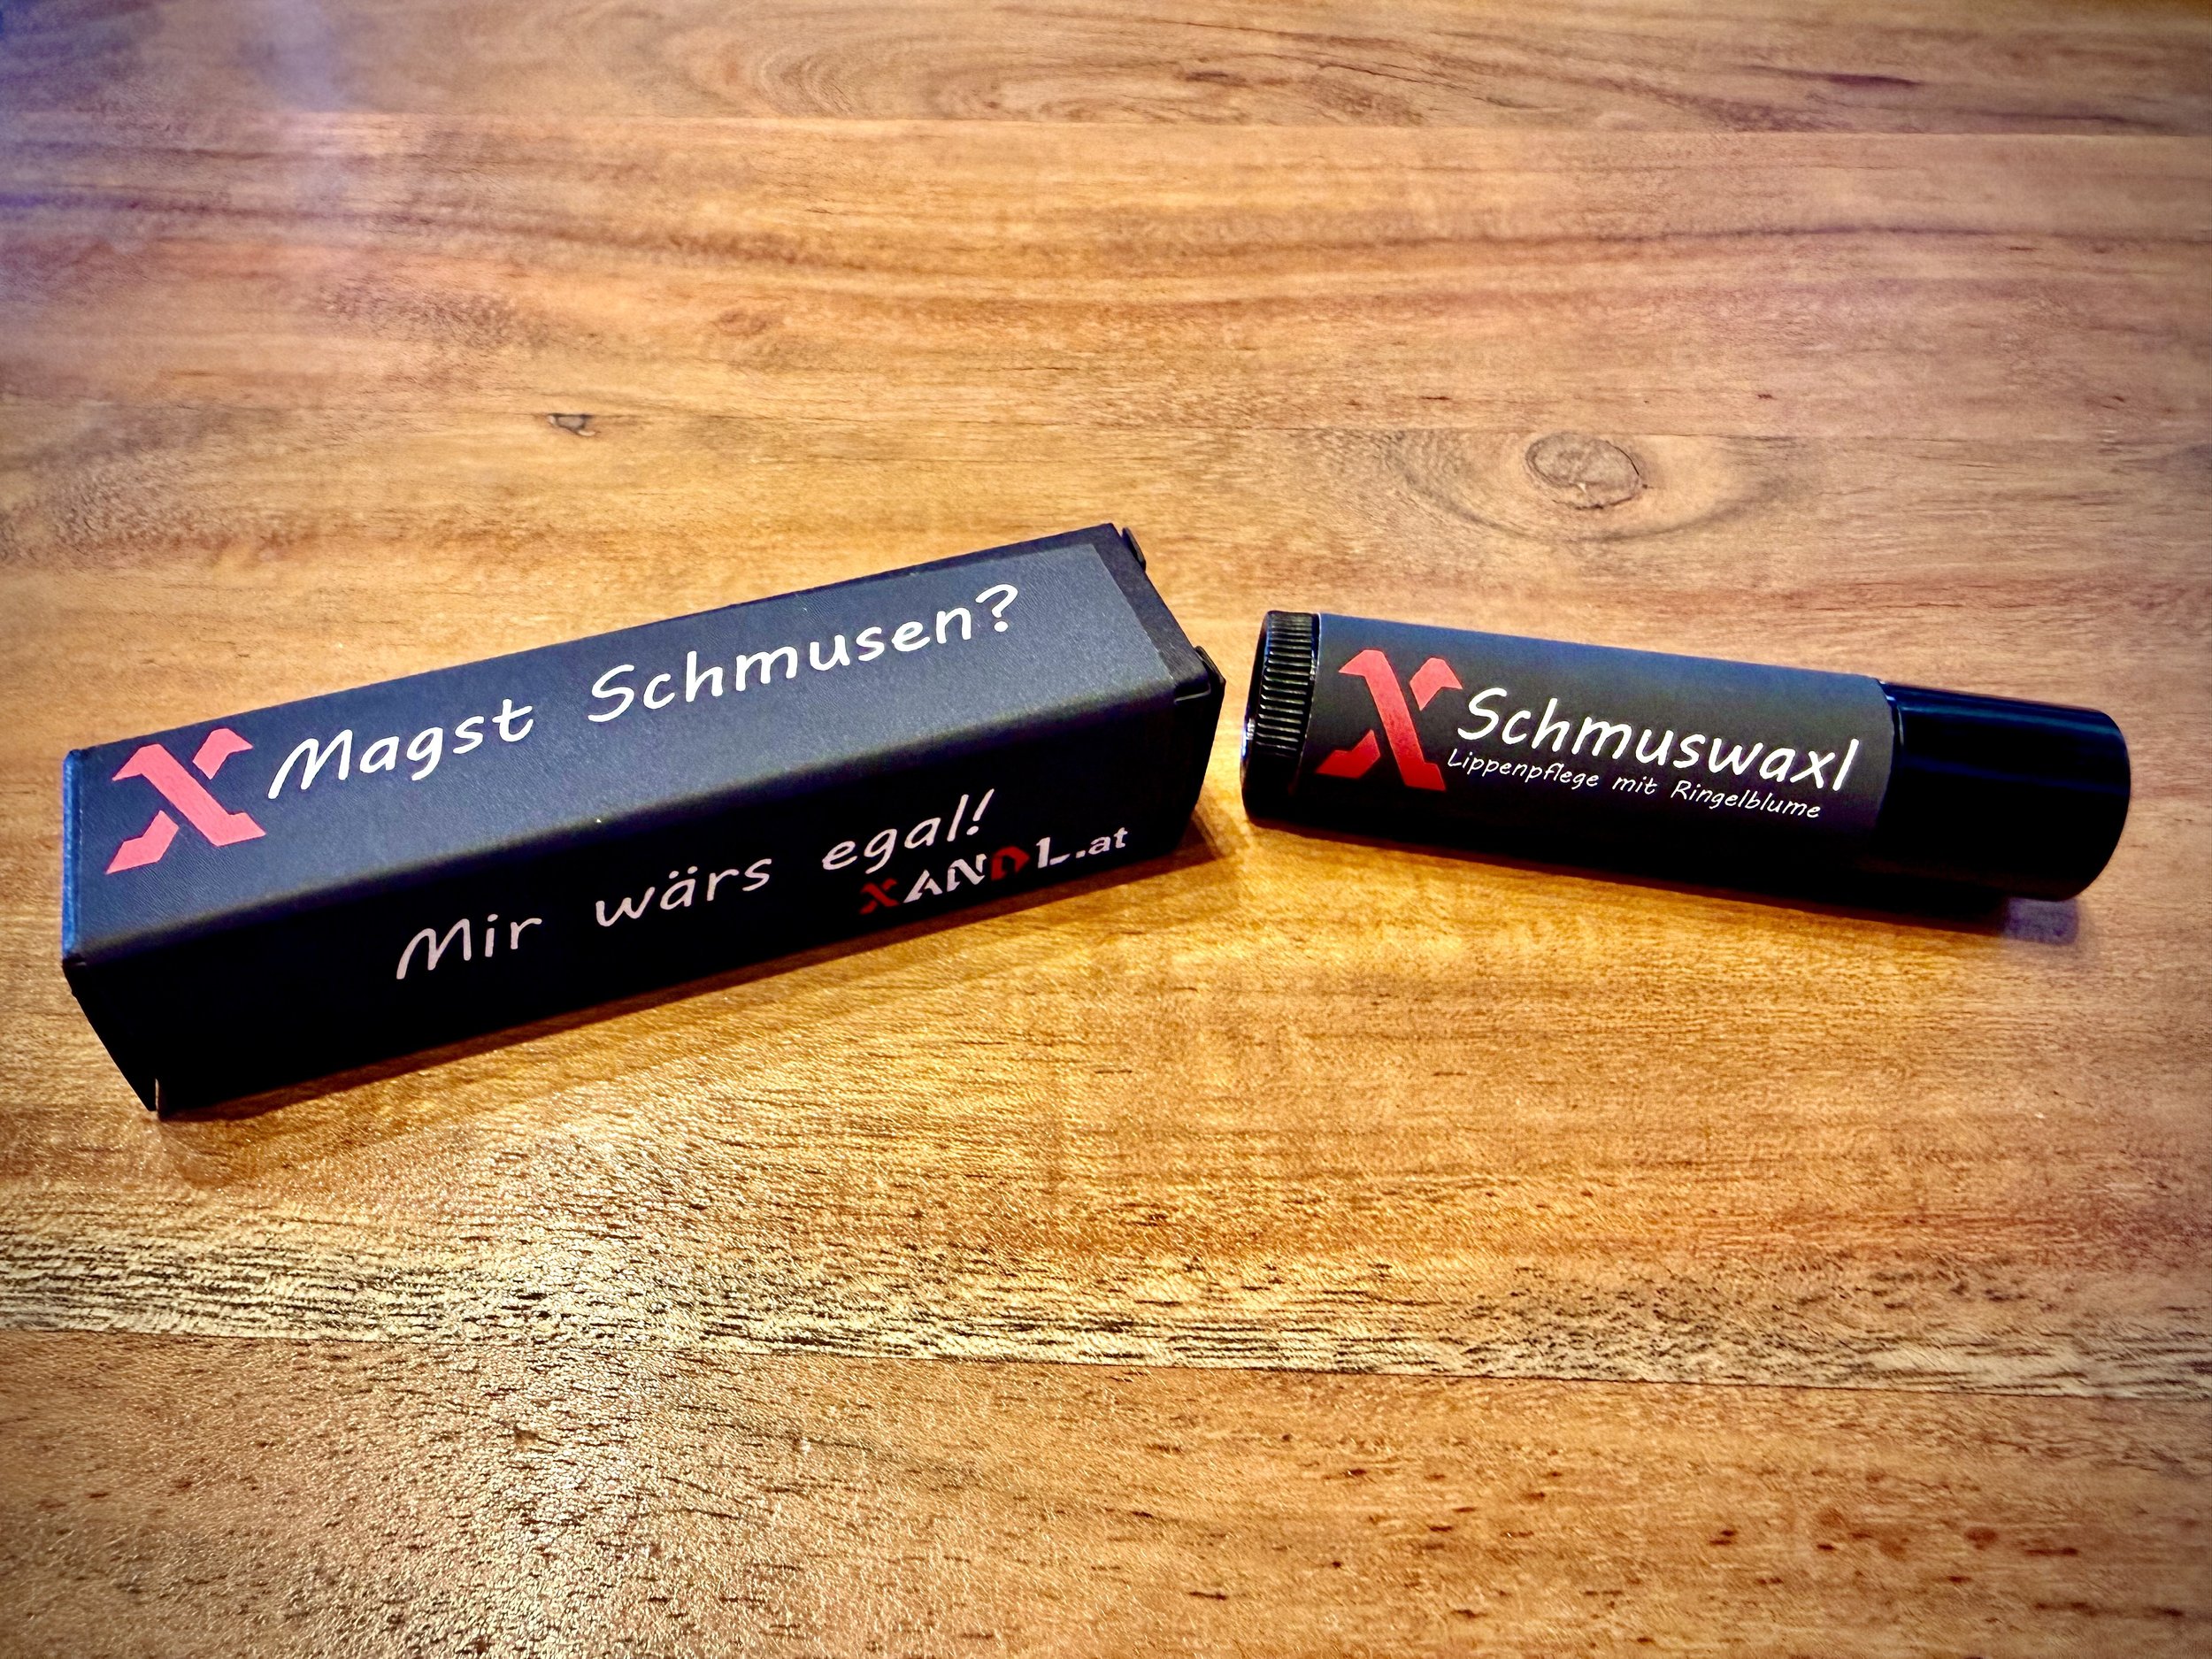 X Magst Schmusen?
Mir wärs egal!
XANDL.at
X Schmuswaxl
Lippenpflege mit Ringelblume